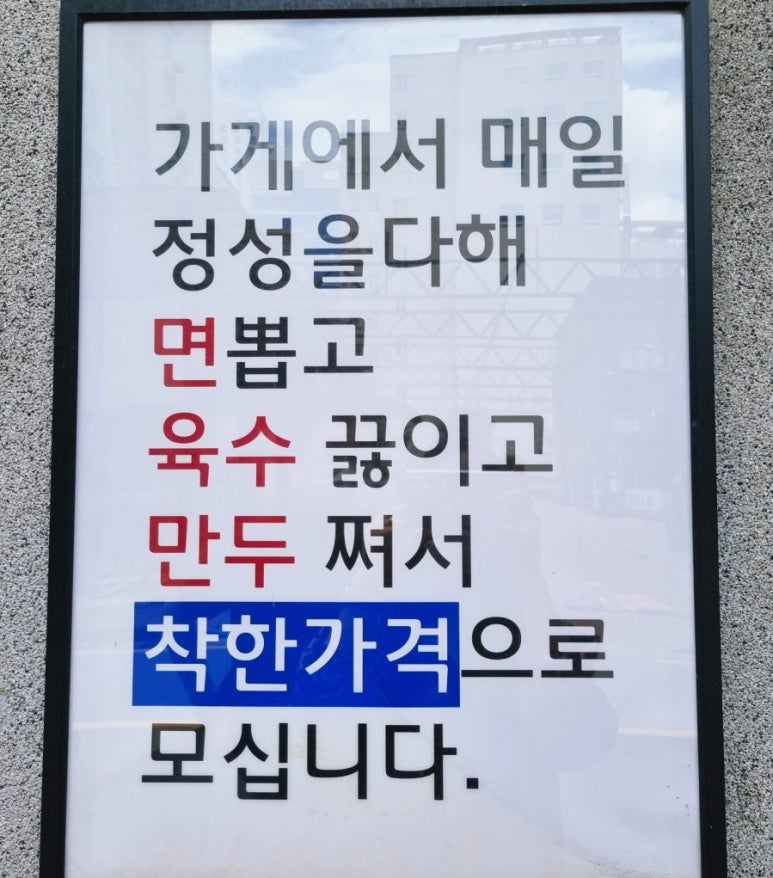 가게에서 매일
정성을다해
면뽑고
육수 끓이고
만두 쪄서
착한가격으로
모십니다.